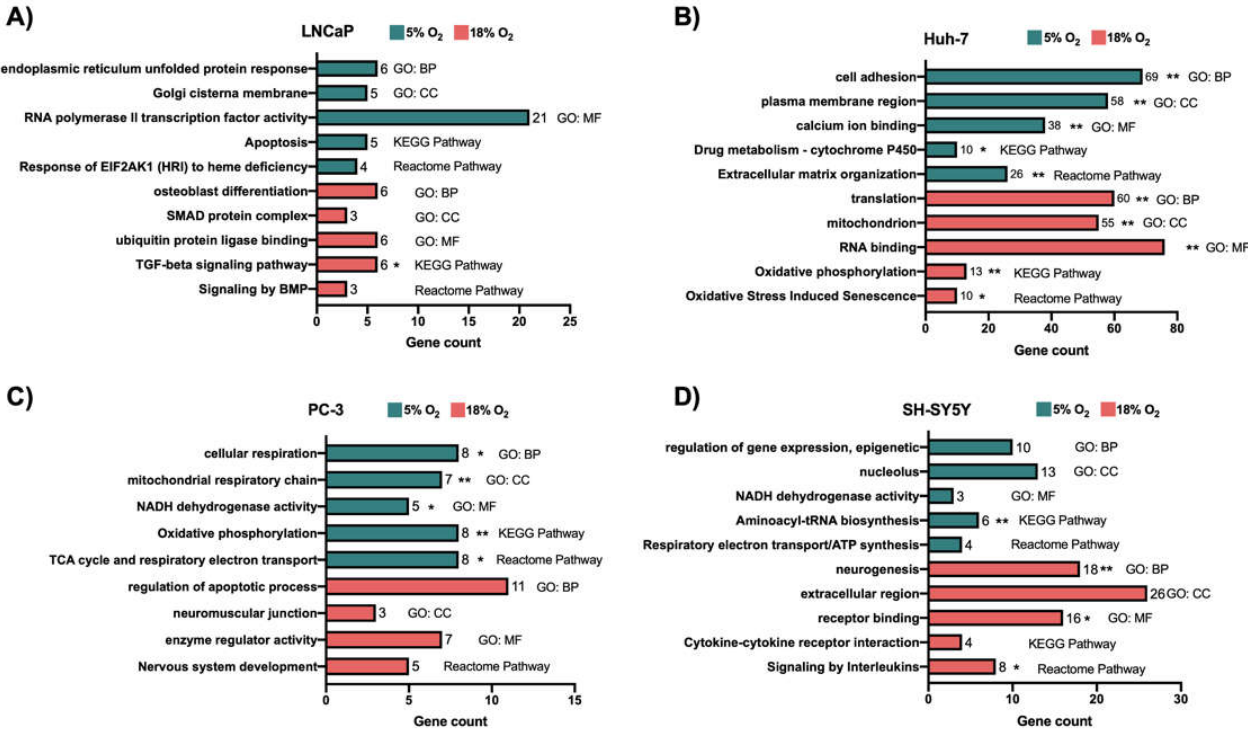 A)
LNCaP
5% O2 18% O2
endoplasmic reticulum unfolded protein response 6 GO: BP
Golgi cisterna membrane 5 GO: CC
RNA polymerase II transcription factor activity 21 GO: MF
Apoptosis 5 KEGG Pathway
Response of EIF2AK1 (HRI) to heme deficiency 4 Reactome Pathway
osteoblast differentiation 6 GO: BP
SMAD protein complex 3 GO: CC
ubiquitin protein ligase binding 6 GO: MF
TGF-beta signaling pathway 6 * KEGG Pathway
Signaling by BMP 3 Reactome Pathway
0 5 10 15 20 25
Gene count
B)
Huh-7
5% O2 18% O2
cell adhesion 69 ** GO: BP
plasma membrane region 58 ** GO: CC
calcium ion binding 38 ** GO: MF
Drug metabolism - cytochrome P450 10 * KEGG Pathway
Extracellular matrix organization 26 ** Reactome Pathway
translation 60 ** GO: BP
mitochondrion 55 ** GO: CC
RNA binding ** GO: MF
Oxidative phosphorylation 13 ** KEGG Pathway
Oxidative Stress Induced Senescence 10 * Reactome Pathway
0 20 40 60 80
Gene count
C)
PC-3
5% O2 18% O2
cellular respiration 8 * GO: BP
mitochondrial respiratory chain 7 ** GO: CC
NADH dehydrogenase activity 5 * GO: MF
Oxidative phosphorylation 8 ** KEGG Pathway
TCA cycle and respiratory electron transport 8 * Reactome Pathway
regulation of apoptotic process 11 GO: BP
neuromuscular junction 3 GO: CC
enzyme regulator activity 7 GO: MF
Nervous system development 5 Reactome Pathway
0 5 10 15
Gene count
D)
SH-SY5Y
5% O2 18% O2
regulation of gene expression, epigenetic 10 GO: BP
nucleolus 13 GO: CC
NADH dehydrogenase activity 3 GO: MF
Aminoacyl-tRNA biosynthesis 6 ** KEGG Pathway
Respiratory electron transport/ATP synthesis 4 Reactome Pathway
neurogenesis 18 ** GO: BP
extracellular region 26 GO: CC
receptor binding 16 * GO: MF
Cytokine-cytokine receptor interaction 4 KEGG Pathway
Signaling by Interleukins 8 * Reactome Pathway
0 10 20 30
Gene count